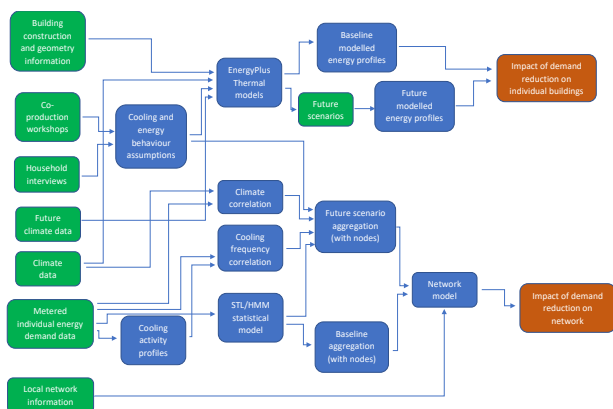 Building
construction
and geometry
information
Co-
production
workshops
Household
interviews
Future
climate data
Climate
data
Metered
individual energy
demand data
Local network
information
Cooling and
energy
behaviour
assumptions
Cooling
activity
profiles
EnergyPlus
Thermal
models
Climate
correlation
Cooling
frequency
correlation
STL/HMM
statistical
model
Baseline
modelled
energy profiles
Future
scenarios
Future
modelled
energy profiles
Future scenario
aggregation
(with nodes)
Baseline
aggregation
(with nodes)
Network
model
Impact of demand
reduction on
individual buildings
Impact of demand
reduction on
network